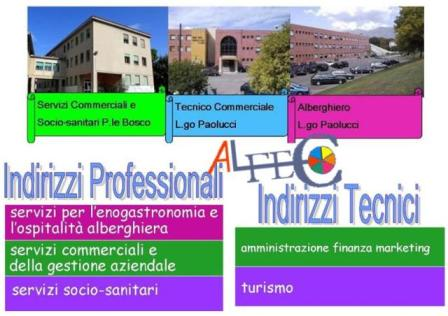 Servizi Commerciali e
Socio-sanitari P.le Bosco
Tecnico Commerciale
L.go Paolucci
Alberghiero
L.go Paolucci
Indirizzi Professionali
servizi per l'enogastronomia e
l'ospitalità alberghiera
servizi commerciali e
della gestione aziendale
servizi socio-sanitari
Indirizzi Tecnici
amministrazione finanza marketing
turismo